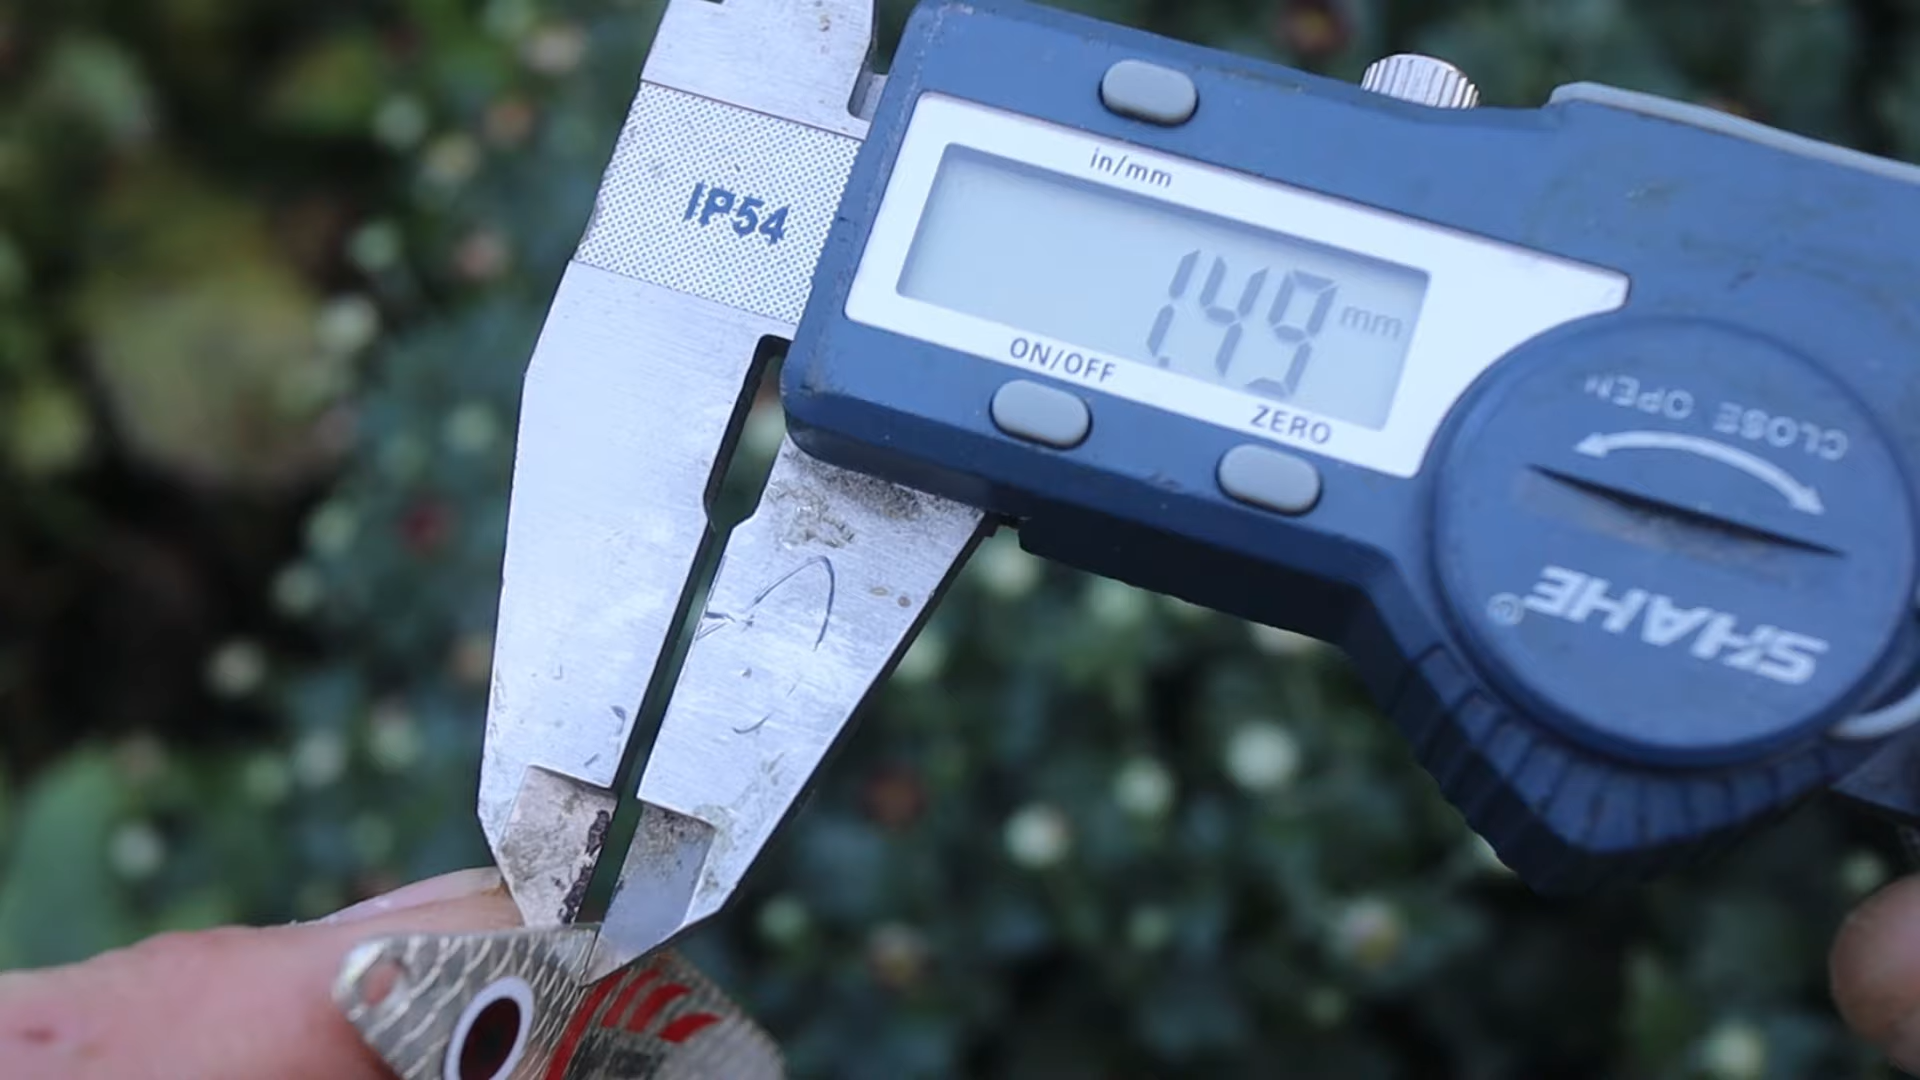 IP54
in/mm
1.49 mm
ON/OFF
ZERO
CLOSE OPEN
SHAHE®